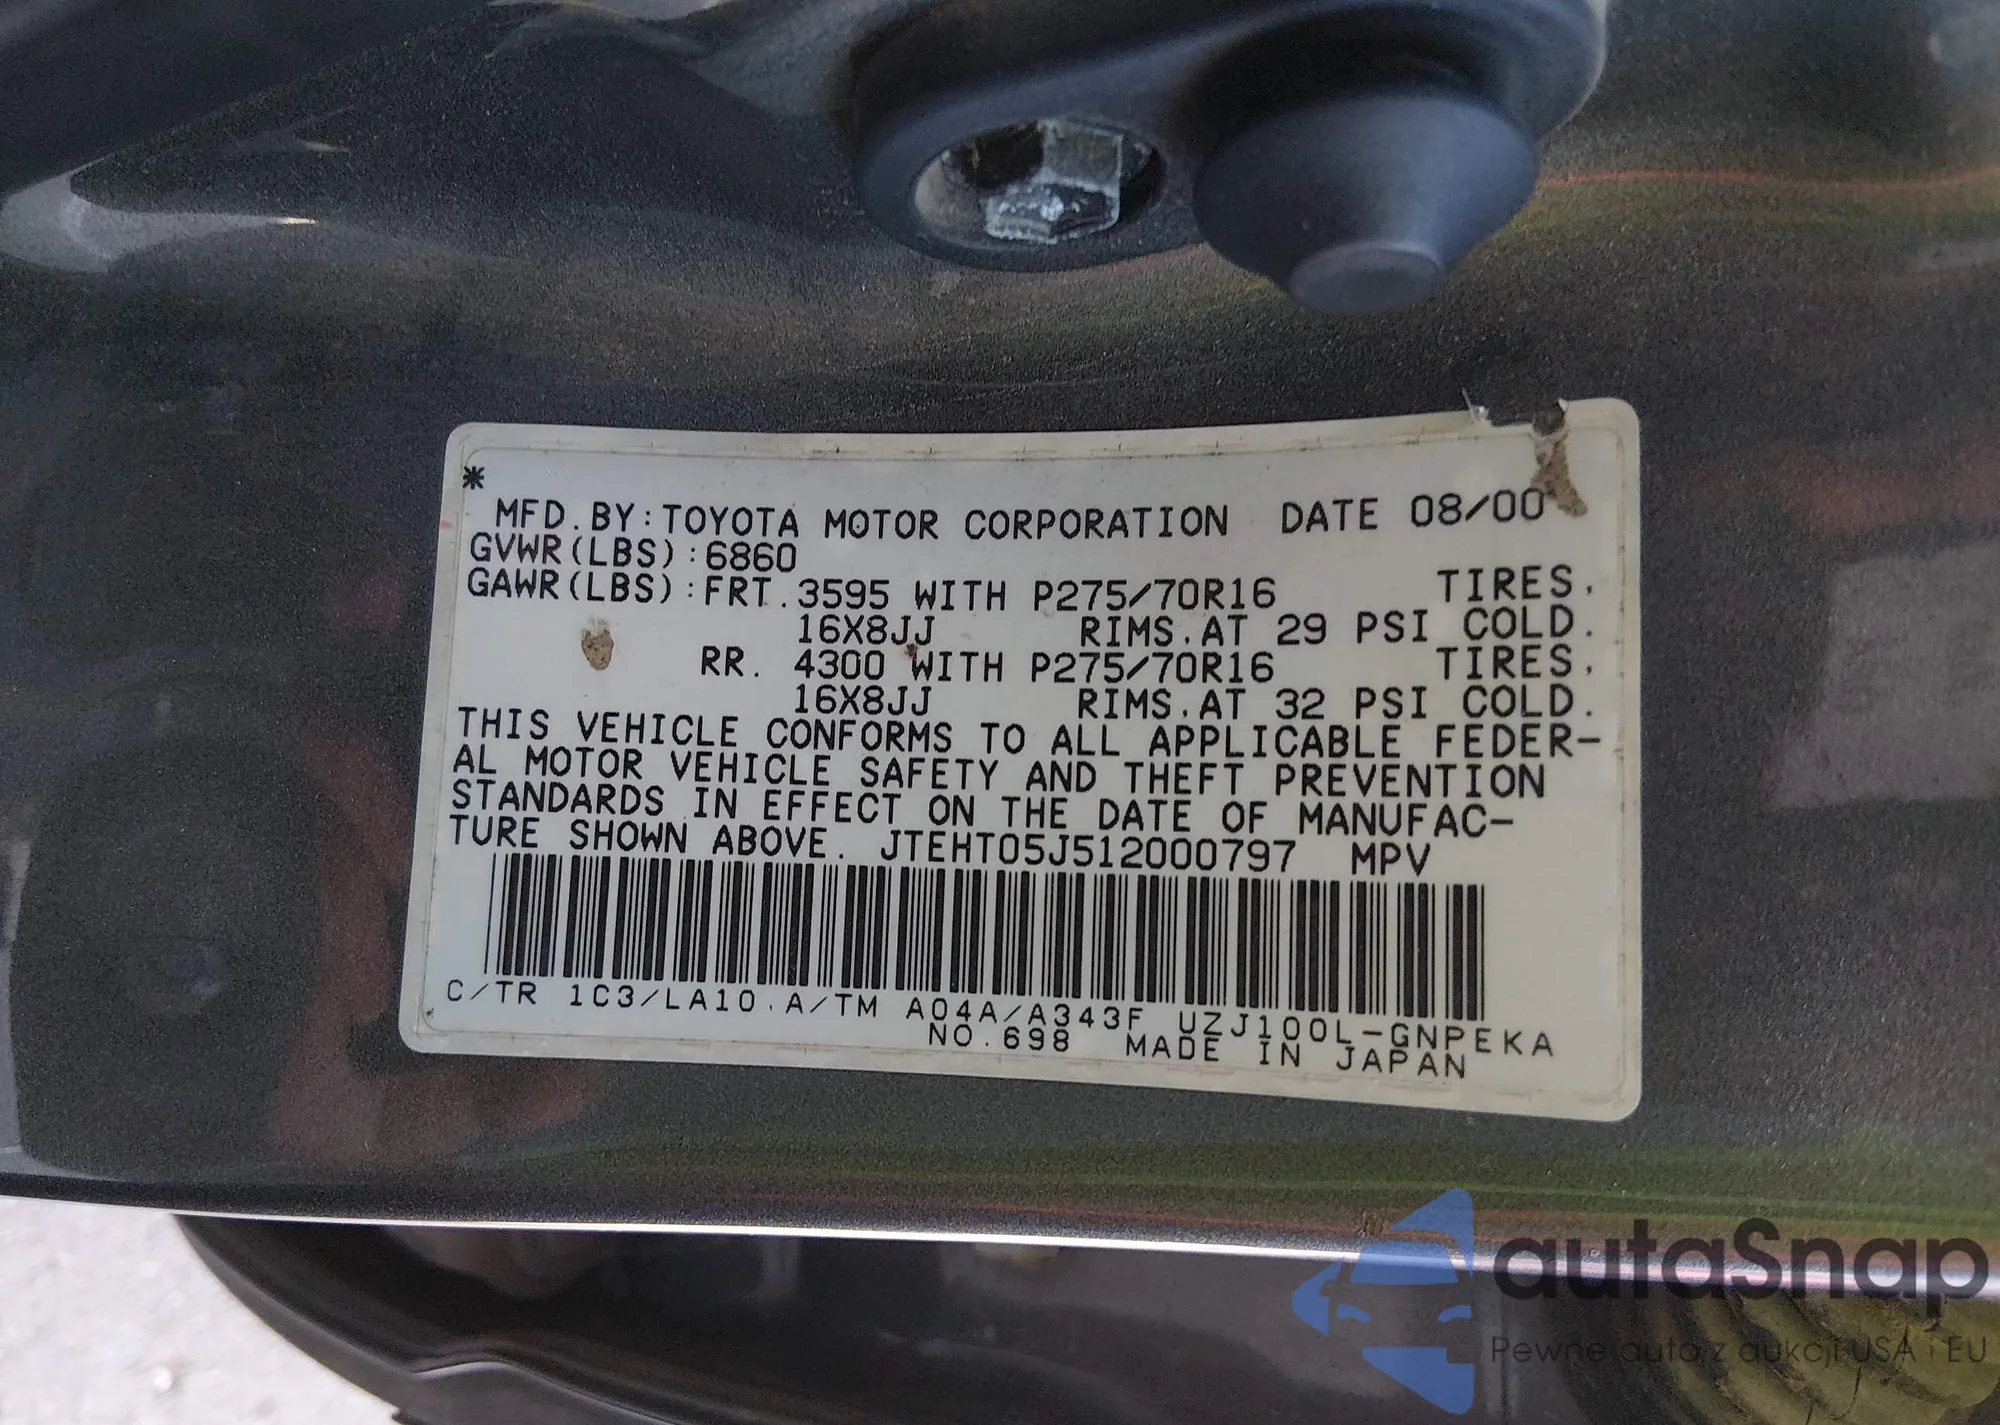 *
MFD.BY:TOYOTA MOTOR CORPORATION DATE 08/00
GVWR(LBS):6860
GAWR(LBS):FRT.3595 WITH P275/70R16 TIRES,
16X8JJ RIMS.AT 29 PSI COLD.
RR. 4300 WITH P275/70R16 TIRES,
16X8JJ RIMS.AT 32 PSI COLD.
THIS VEHICLE CONFORMS TO ALL APPLICABLE FEDER-
AL MOTOR VEHICLE SAFETY AND THEFT PREVENTION
STANDARDS IN EFFECT ON THE DATE OF MANUFAC-
TURE SHOWN ABOVE. JTEHT05J512000797 MPV
C/TR 1C3/LA10.A/TM A04A/A343F UZJ100L-GNPEKA
NO.698 MADE IN JAPAN
autaSnap
Pewne auto z aukcji USA i EU